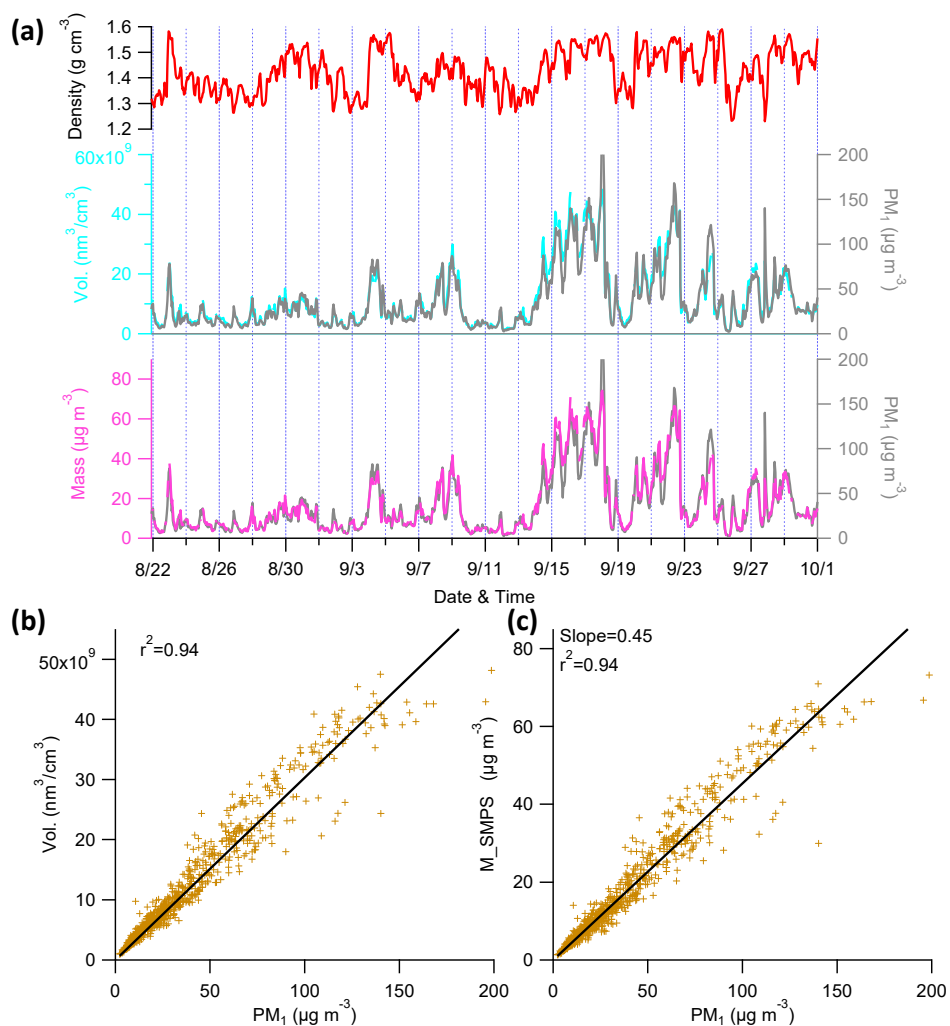 (a)
Density (g cm⁻³)
1.6
1.5
1.4
1.3
1.2
Vol. (nm³/cm³)
60x10⁹
40
20
0
200
150
100
50
0
PM₁ (µg m⁻³)
Mass (µg m⁻³)
80
60
40
20
0
200
150
100
50
0
PM₁ (µg m⁻³)
8/22 8/26 8/30 9/3 9/7 9/11 9/15 9/19 9/23 9/27 10/1
Date & Time
(b)
r²=0.94
Vol. (nm³/cm³)
50x10⁹
40
30
20
10
0
0 50 100 150 200
PM₁ (µg m⁻³)
(c)
Slope=0.45
r²=0.94
M_SMPS (µg m⁻³)
80
60
40
20
0
0 50 100 150 200
PM₁ (µg m⁻³)